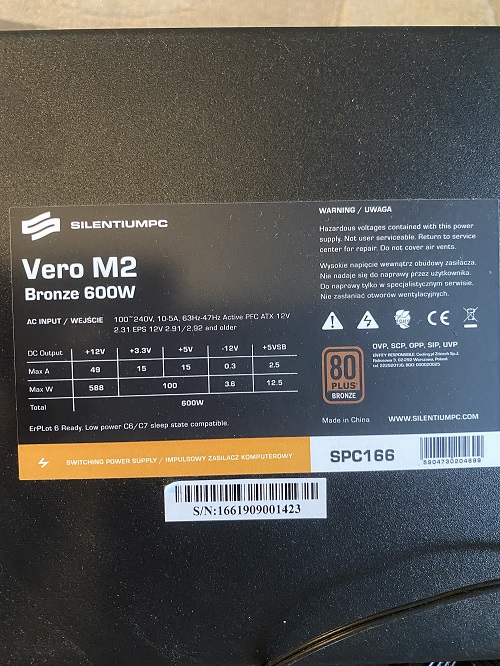 SILENTIUMPC
Vero M2
Bronze 600W
AC INPUT / WEJŚCIE
100~240V, 10-5A, 63Hz-47Hz Active PFC ATX 12V
2.31 EPS 12V 2.91/2.92 and older
DC Output +12V +3.3V +5V -12V +5VSB
Max A 49 15 15 0.3 2.5
Max W 588 100 3.6 12.5
Total 600W
ErPLot 6 Ready. Low power C6/C7 sleep state compatible.
WARNING / UWAGA
Hazardous voltages contained with this power
supply. Not user serviceable. Return to service
center for repair. Do not cover air vents.
Wysokie napięcie wewnątrz obudowy zasilacza.
Nie nadaje się do naprawy przez użytkownika.
Do naprawy tylko w specjalistycznym serwisie.
Nie zasłaniać otworów wentylacyjnych.
80
PLUS
BRONZE
OVP, SCP, OPP, SIP, UVP
Made in China
WWW.SILENTIUMPC.COM
SWITCHING POWER SUPPLY / IMPULSOWY ZASILACZ KOMPUTEROWY
SPC166
5904730204699
S/N:1661909001423